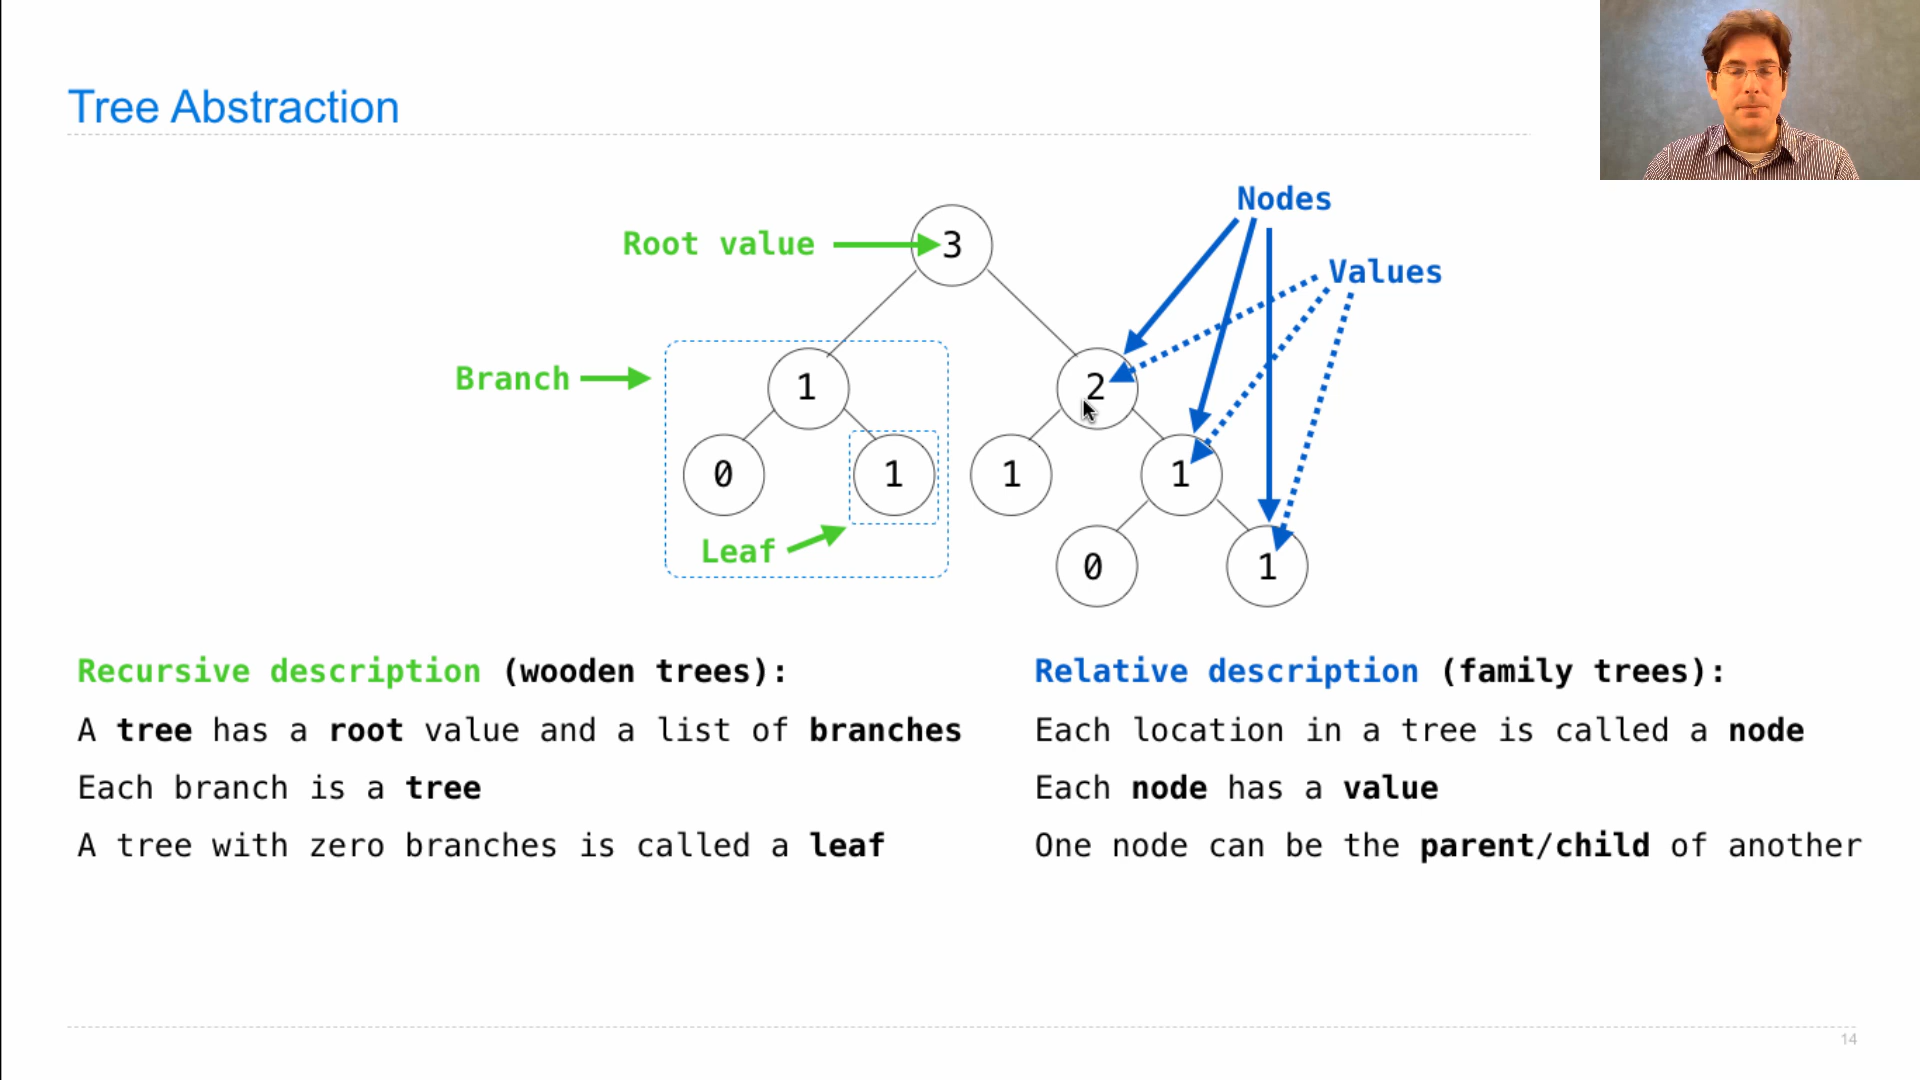 Tree Abstraction
Nodes
Root value
3
Values
Branch
1
2
0
1
1
1
Leaf
0
1
Recursive description (wooden trees):
A tree has a root value and a list of branches
Each branch is a tree
A tree with zero branches is called a leaf
Relative description (family trees):
Each location in a tree is called a node
Each node has a value
One node can be the parent/child of another
14